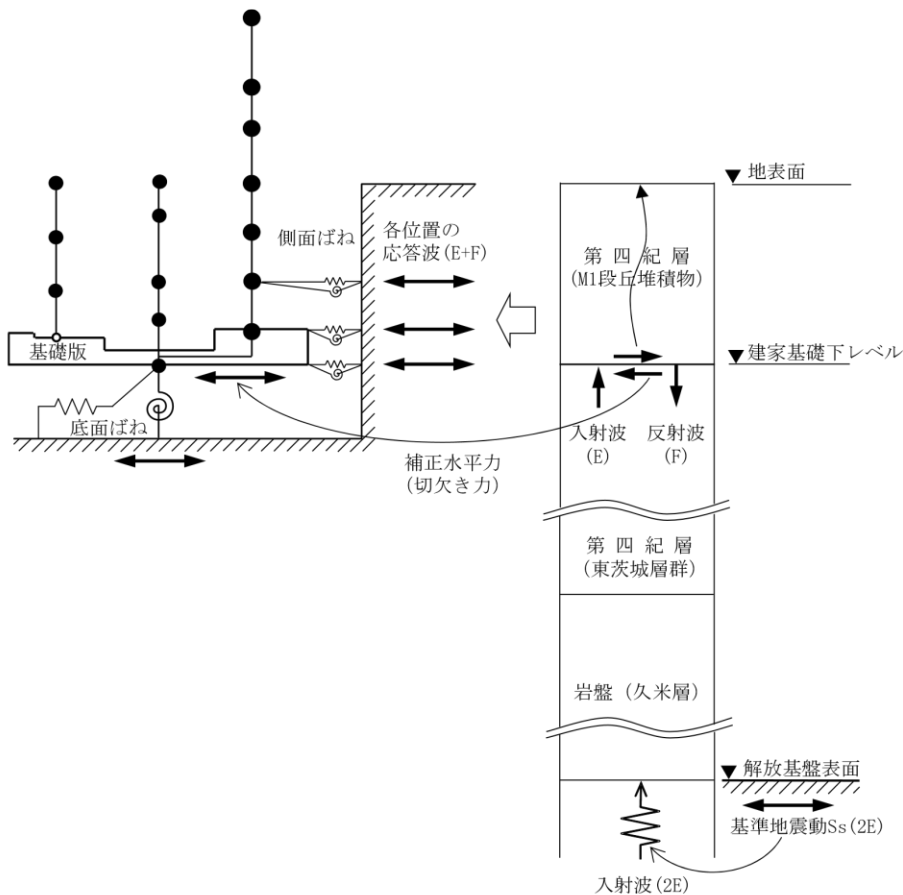 側面ばね
各位置の
応答波(E+F)
基礎版
底面ばね
補正水平力
(切欠き力)
地表面
第 四 紀 層
(M1段丘堆積物)
建家基礎下レベル
入射波
(E)
反射波
(F)
第 四 紀 層
(東茨城層群)
岩盤 (久米層)
解放基盤表面
基準地震動Ss(2E)
入射波(2E)